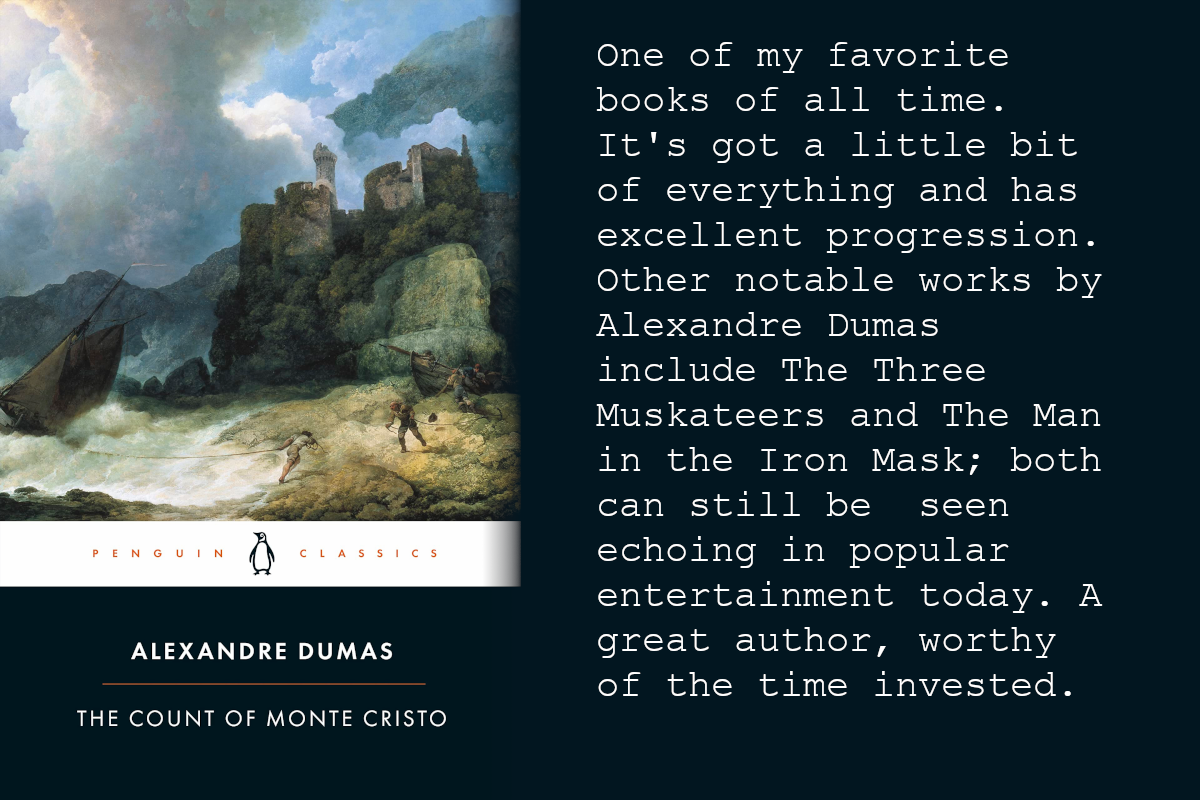 One of my favorite
books of all time.
It's got a little bit
of everything and has
excellent progression.
Other notable works by
Alexandre Dumas
include The Three
Muskateers and The Man
in the Iron Mask; both
can still be  seen
echoing in popular
entertainment today. A
great author, worthy
of the time invested.
PENGUIN CLASSICS
ALEXANDRE DUMAS
THE COUNT OF MONTE CRISTO